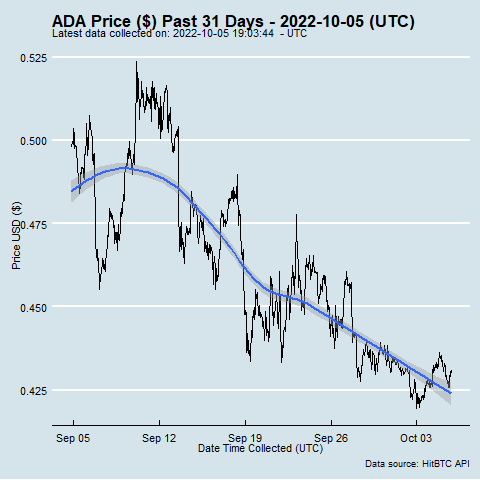 ADA Price ($) Past 31 Days - 2022-10-05 (UTC)
Latest data collected on: 2022-10-05 19:03:44 - UTC
0.525
0.500
0.475
0.450
0.425
Price USD ($)
Sep 05
Sep 12
Sep 19
Sep 26
Oct 03
Date Time Collected (UTC)
Data source: HitBTC API